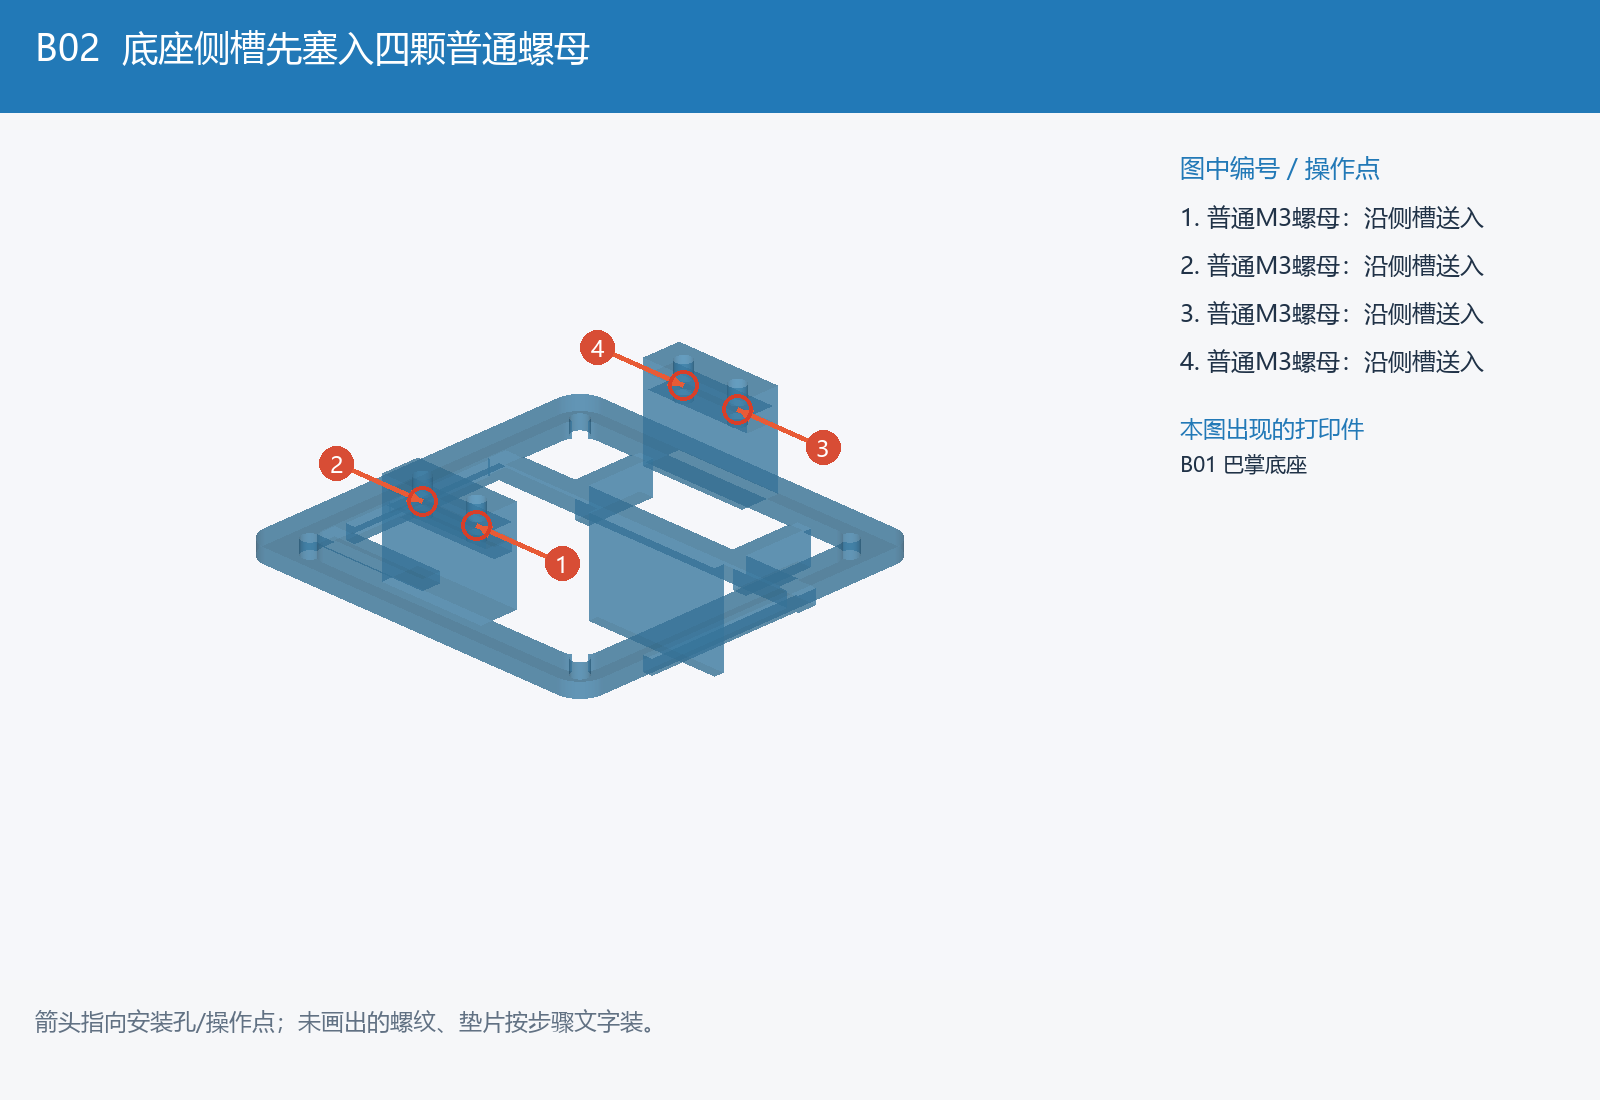 B02 底座侧槽先塞入四颗普通螺母
图中编号 / 操作点
1. 普通M3螺母：沿侧槽送入
2. 普通M3螺母：沿侧槽送入
3. 普通M3螺母：沿侧槽送入
4. 普通M3螺母：沿侧槽送入
本图出现的打印件
B01 巴掌底座
4
3
2
1
箭头指向安装孔/操作点；未画出的螺纹、垫片按步骤文字装。